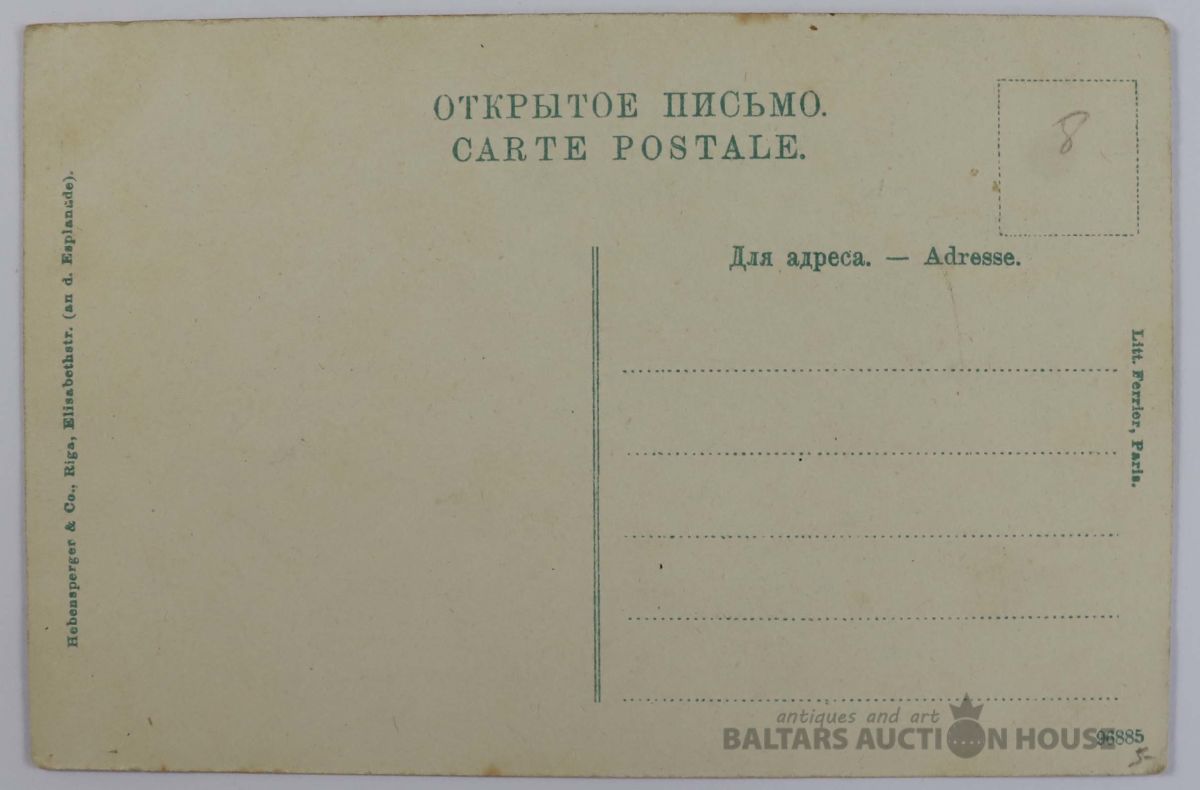 ОТКРЫТОЕ ПИСЬМО.
CARTE POSTALE.
8
Для адреса. — Adresse.
Hebensperger & Co., Riga, Elisabethstr. (an d. Esplanade).
Litt. Ferrier, Paris.
antiques and art
BALTARS AUCTION HOUSE
96885
5-